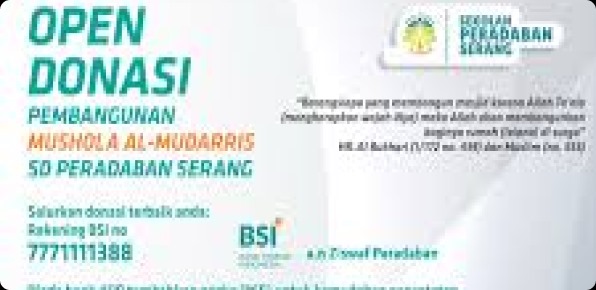 OPEN
DONASI
PEMBANGUNAN
MUSHOLA AL-MUDARRIS
SD PERADABAN SERANG
SEKOLAH
PERADABAN
SERANG
"Barangsiapa yang membangun masjid karena Allah Ta'ala
(mengharapkan wajah-Nya) maka Allah akan membangunkan
baginya rumah (istana) di surga"
HR. Al Bukhari (1/172 no. 439) dan Muslim (no. 533)
Salurkan donasi terbaik anda:
Rekening BSI no
7771111388
BSI
a.n Ziswaf Peradaban